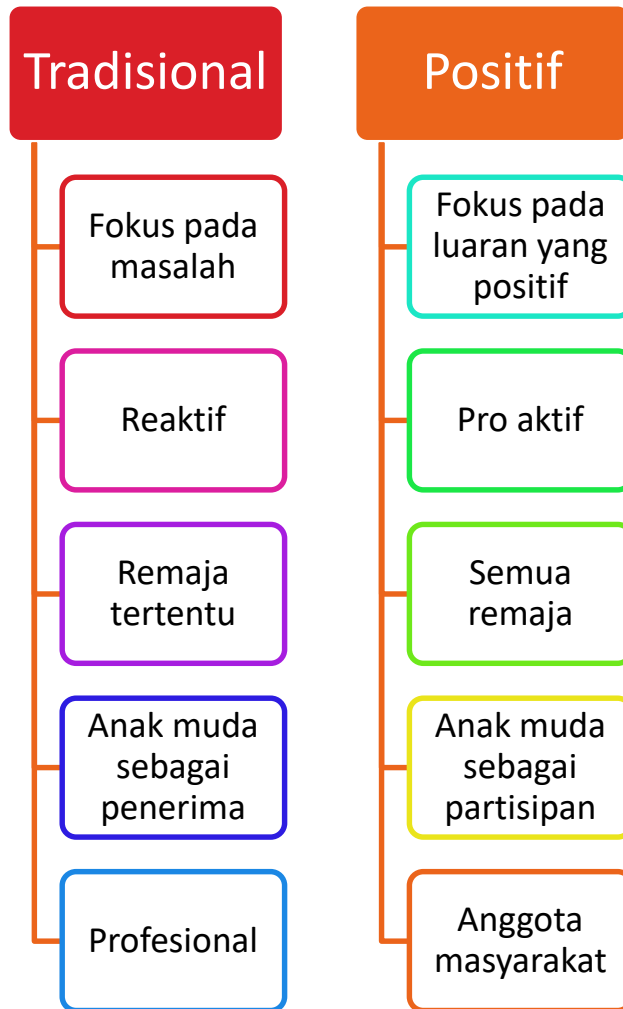 Tradisional
Fokus pada
masalah
Reaktif
Remaja
tertentu
Anak muda
sebagai
penerima
Profesional
Positif
Fokus pada
luaran yang
positif
Pro aktif
Semua
remaja
Anak muda
sebagai
partisipan
Anggota
masyarakat